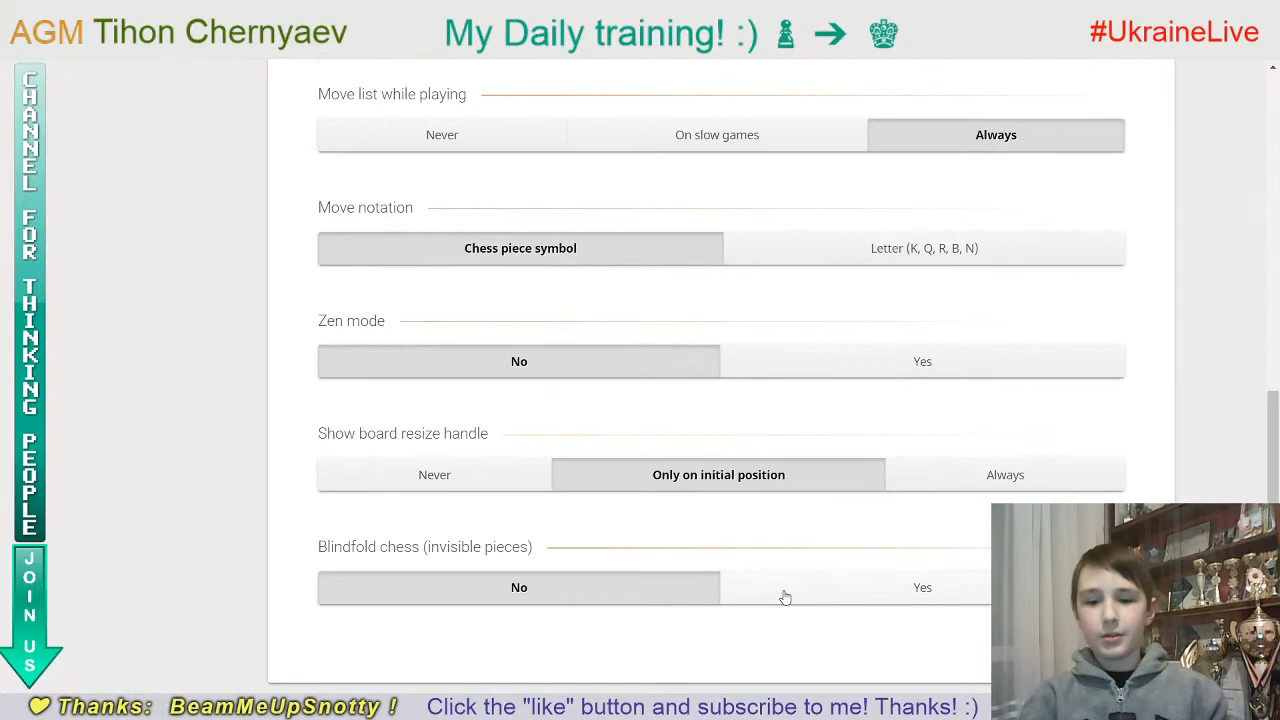 AGM Tihon Chernyaev
My Daily training! :)
#UkraineLive
CHANNEL FOR THINKING PEOPLE
JOIN US
Move list while playing
Never
On slow games
Always
Move notation
Chess piece symbol
Letter (K, Q, R, B, N)
Zen mode
No
Yes
Show board resize handle
Never
Only on initial position
Always
Blindfold chess (invisible pieces)
No
Yes
Thanks: BeamMeUpSnotty !
Click the "like" button and subscribe to me! Thanks! :)